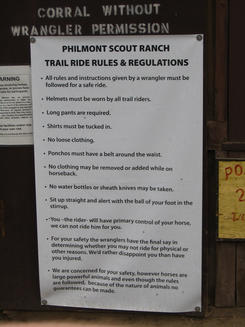 CORRAL WITHOUT
WRANGLER PERMISSION
WARNING
PHILMONT SCOUT RANCH
TRAIL RIDE RULES & REGULATIONS
• All rules and instructions given by a wrangler must be
followed for a safe ride.
• Helmets must be worn by all trail riders.
• Long pants are required.
• Shirts must be tucked in.
• No loose clothing.
• Ponchos must have a belt around the waist.
• No clothing may be removed or added while on
horseback.
• No water bottles or sheath knives may be taken.
• Sit up straight and alert with the ball of your foot in the
stirrup.
• You –the rider- will have primary control of your horse,
we can not ride him for you.
• For your safety the wranglers have the final say in
determining whether you may not ride for physical or
other reasons. We'd rather disappoint you than have
you injured.
• We are concerned for your safety, however horses are
large powerful animals and even though the rules
are followed, because of the nature of animals no
guarantees can be made.